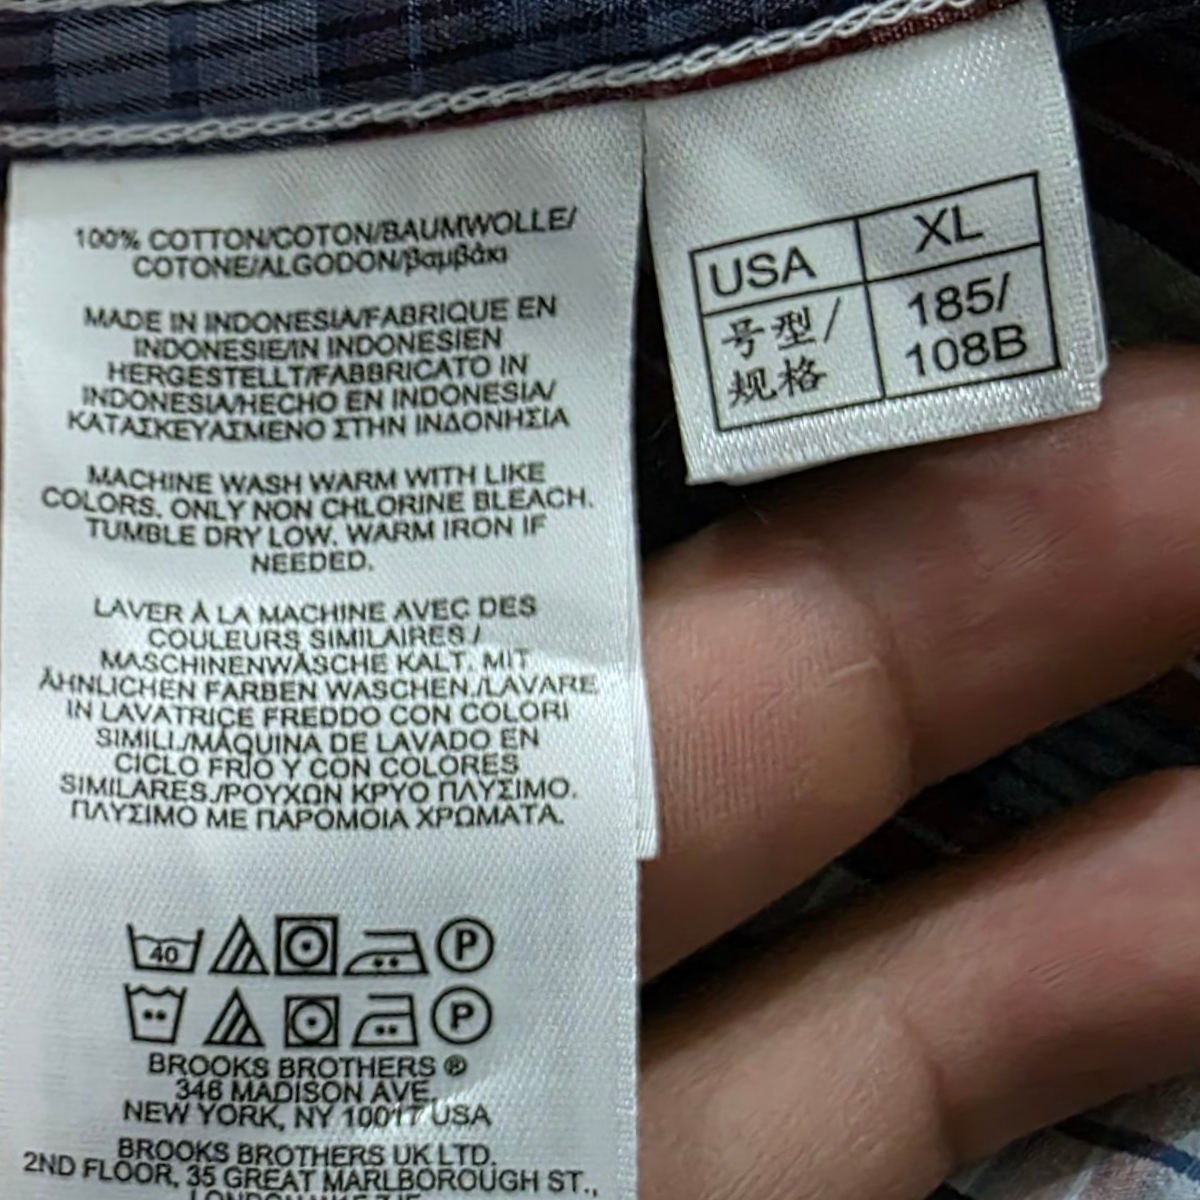 100% COTTON/COTON/BAUMWOLLE/
COTONE/ALGODON/βαμβάκι
MADE IN INDONESIA/FABRIQUE EN
INDONESIE/IN INDONESIEN
HERGESTELLT/FABBRICATO IN
INDONESIA/HECHO EN INDONESIA/
ΚΑΤΑΣΚΕΥΑΣΜΕΝΟ ΣΤΗΝ ΙΝΔΟΝΗΣΙΑ
MACHINE WASH WARM WITH LIKE
COLORS. ONLY NON CHLORINE BLEACH.
TUMBLE DRY LOW. WARM IRON IF
NEEDED.
LAVER À LA MACHINE AVEC DES
COULEURS SIMILAIRES /
MASCHINENWÄSCHE KALT. MIT
ÄHNLICHEN FARBEN WASCHEN./LAVARE
IN LAVATRICE FREDDO CON COLORI
SIMILI./MÁQUINA DE LAVADO EN
CICLO FRÍO Y CON COLORES
SIMILARES./ΡΟΥΧΩΝ ΚΡΥΟ ΠΛΥΣΙΜΟ.
ΠΛΥΣΙΜΟ ΜΕ ΠΑΡΟΜΟΙΑ ΧΡΩΜΑΤΑ.
40 P
P
BROOKS BROTHERS ®
346 MADISON AVE.
NEW YORK, NY 10017 USA
BROOKS BROTHERS UK LTD.
2ND FLOOR, 35 GREAT MARLBOROUGH ST.,
USA XL
号型/ 185/
规格 108B